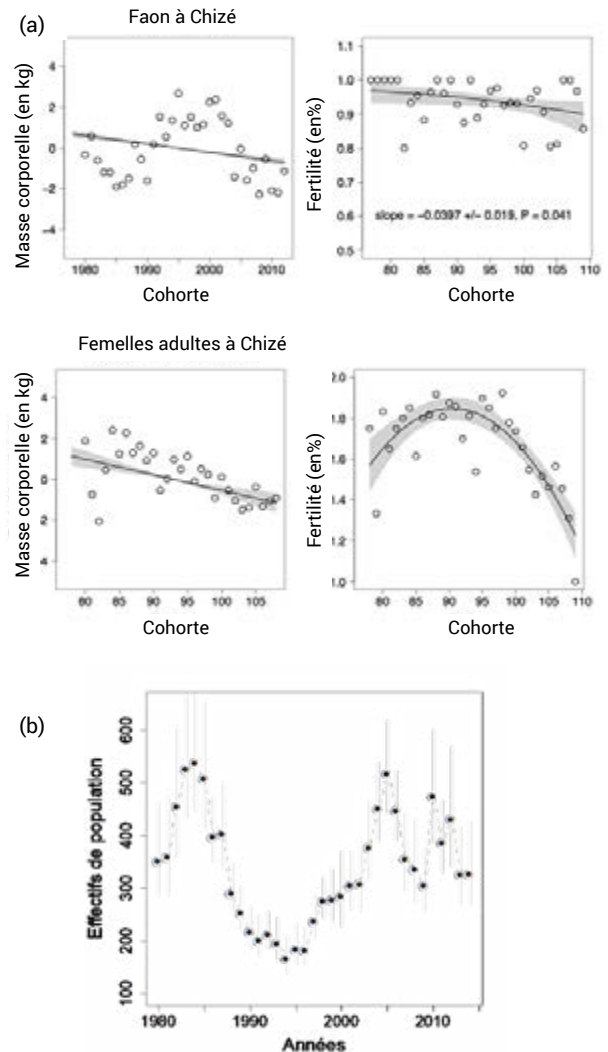 (a)
Faon à Chizé
Masse corporelle (en kg)
4
2
0
-2
-4
1980 1990 2000 2010
Cohorte
Fertilité (en%)
1.1
1.0
0.9
0.8
0.7
0.6
0.5
slope = -0.0397 +/- 0.019, P = 0.041
80 85 90 95 100 105 110
Cohorte
Femelles adultes à Chizé
Masse corporelle (en kg)
4
2
0
2
4
80 85 90 95 100 105
Cohorte
Fertilité (en%)
2.0
1.8
1.6
1.4
1.2
1.0
80 85 90 95 100 105 110
Cohorte
(b)
Effectifs de population
600
500
400
300
200
100
1980 1990 2000 2010
Années